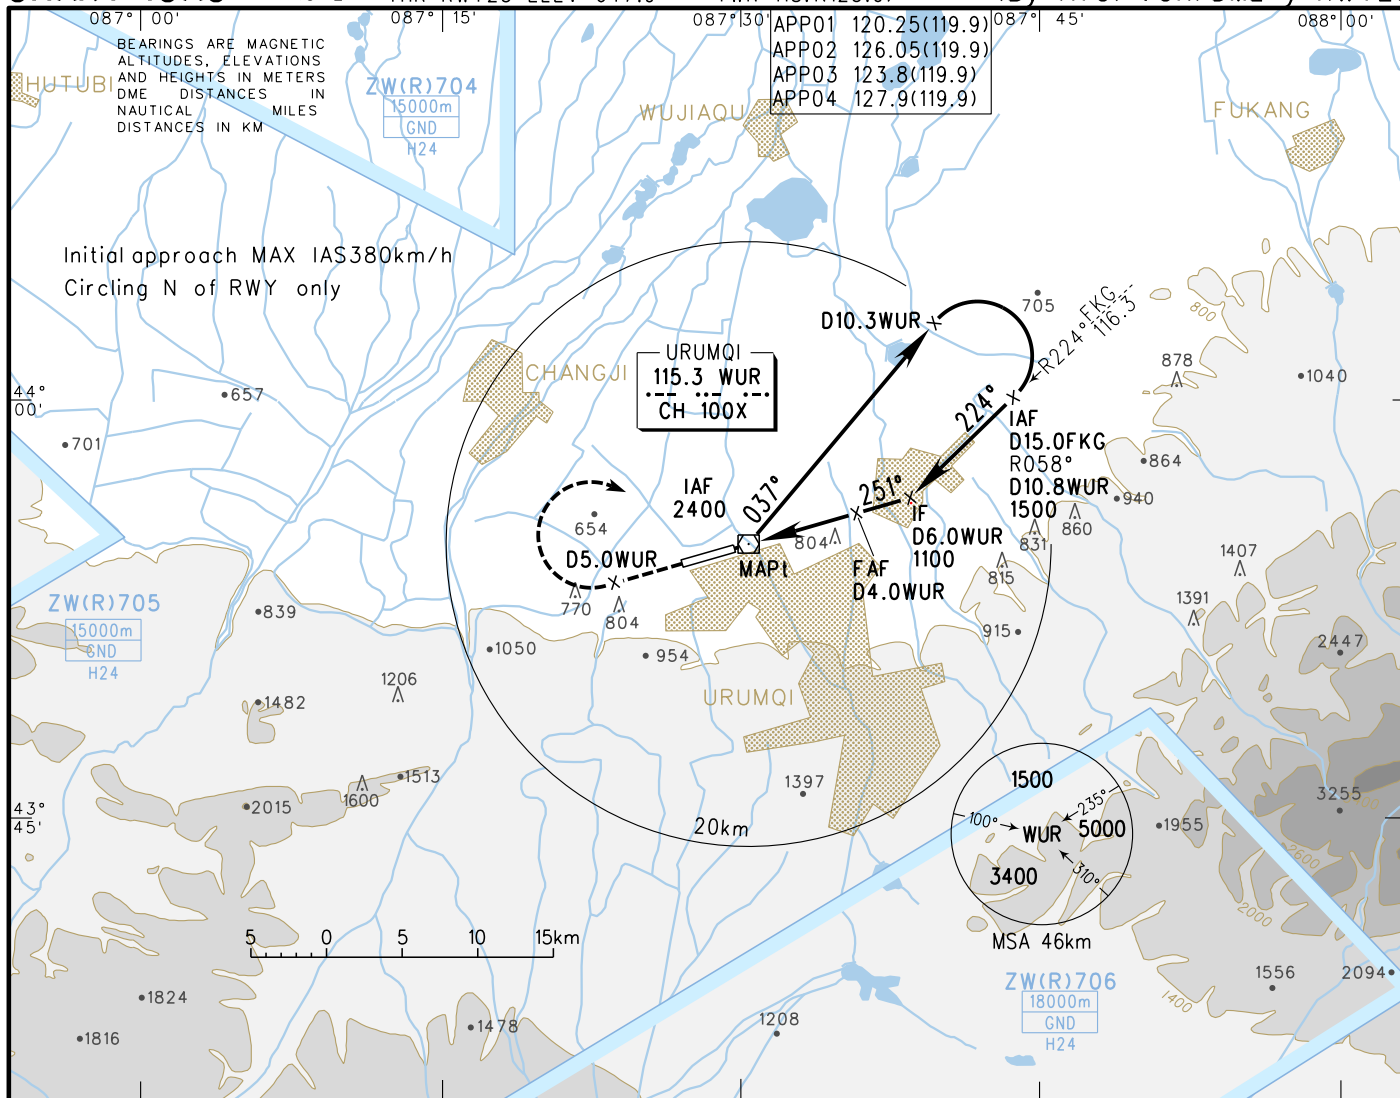 087° 00'
087° 15'
087° 30'
087° 45'
088° 00'
BEARINGS ARE MAGNETIC
ALTITUDES, ELEVATIONS
AND HEIGHTS IN METERS
DME DISTANCES IN
NAUTICAL MILES
DISTANCES IN KM
APP01 120.25(119.9)
APP02 126.05(119.9)
APP03 123.8(119.9)
APP04 127.9(119.9)
HUTUBI
ZW(R)704
15000m
GND
H24
WUJIAQU
FUKANG
Initial approach MAX IAS380km/h
Circling N of RWY only
705
D10.3WUR
R224° FKG
116.3
800
URUMQI
115.3 WUR
CH 100X
CHANGJI
878
1040
44°
00'
657
701
224°
IAF
D15.0FKG
R058°
D10.8WUR
1500
864
940
860
831
IAF
2400
037°
251°
IF
D6.0WUR
1100
654
804
D5.0WUR
MAPt
FAF
D4.0WUR
815
1407
1391
770
804
ZW(R)705
15000m
GND
H24
839
915
2447
1050
954
1206
URUMQI
1482
1513
1600
2015
1397
1500
235°
100°
WUR
5000
310°
3400
MSA 46km
1955
3255
2600
2000
43°
45'
20km
5 0 5 10 15km
ZW(R)706
18000m
GND
H24
1400
1556
2094
1824
1816
1478
1208